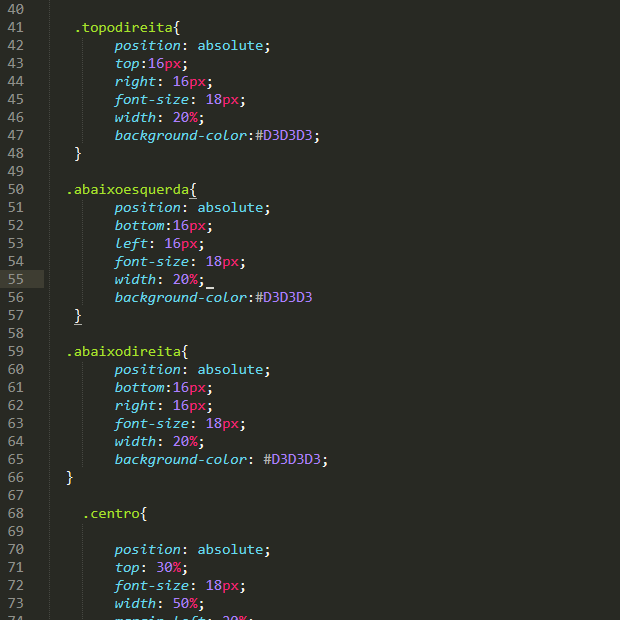 40
41 .topodireita{
42 position: absolute;
43 top:16px;
44 right: 16px;
45 font-size: 18px;
46 width: 20%;
47 background-color:#D3D3D3;
48 }
49
50 .abaixoesquerda{
51 position: absolute;
52 bottom:16px;
53 left: 16px;
54 font-size: 18px;
55 width: 20%;
56 background-color:#D3D3D3
57 }
58
59 .abaixodireita{
60 position: absolute;
61 bottom:16px;
62 right: 16px;
63 font-size: 18px;
64 width: 20%;
65 background-color: #D3D3D3;
66 }
67
68 .centro{
69
70 position: absolute;
71 top: 30%;
72 font-size: 18px;
73 width: 50%;
74 margin-left: 20%;